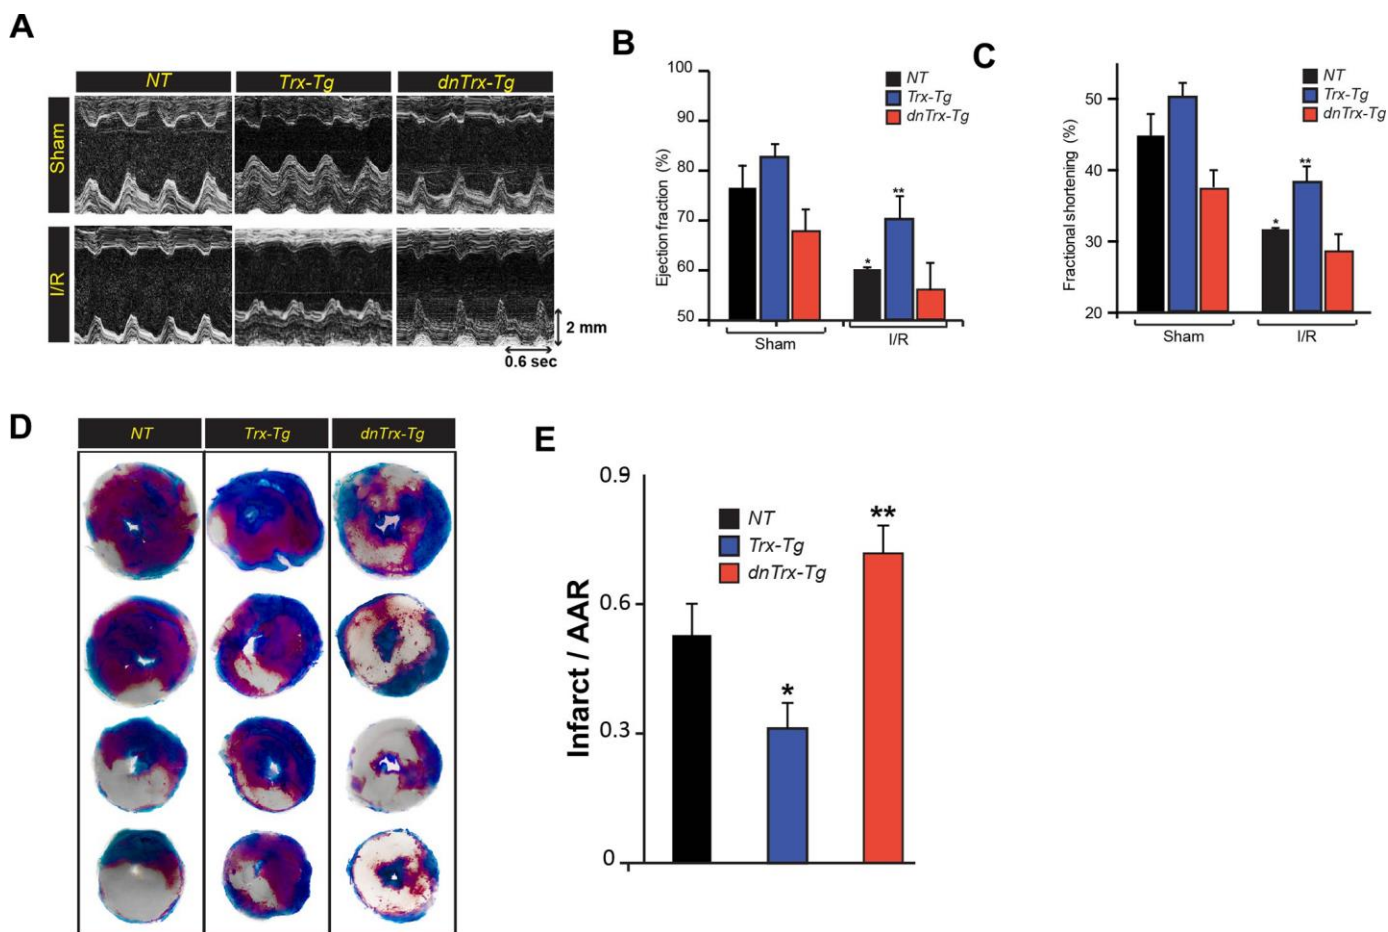 A
NT
Trx-Tg
dnTrx-Tg
Sham
I/R
2 mm
0.6 sec
B
Ejection fraction (%)
100
90
80
70
60
50
NT
Trx-Tg
dnTrx-Tg
*
**
Sham
I/R
C
Fractional shortening (%)
50
40
30
20
NT
Trx-Tg
dnTrx-Tg
*
**
Sham
I/R
D
NT
Trx-Tg
dnTrx-Tg
E
Infarct / AAR
0.9
0.6
0.3
0
NT
Trx-Tg
dnTrx-Tg
*
**